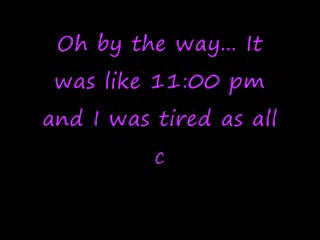 Oh by the way... It
was like 11:00 pm
and I was tired as all
c